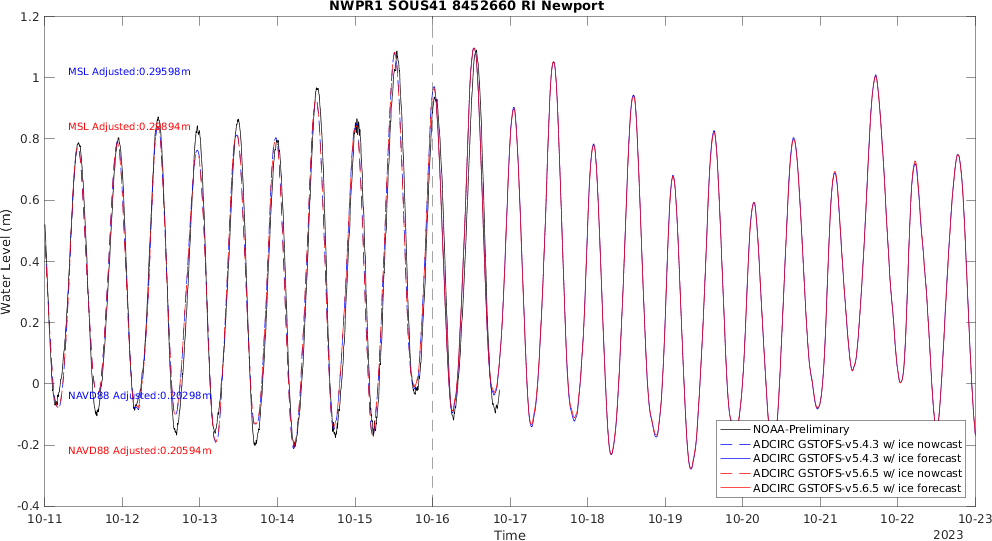 NWPR1 SOUS41 8452660 RI Newport
1.2
1
0.8
0.6
0.4
0.2
0
-0.2
-0.4
Water Level (m)
MSL Adjusted:0.29598m
MSL Adjusted:0.29894m
NAVD88 Adjusted:0.20298m
NAVD88 Adjusted:0.20594m
NOAA-Preliminary
ADCIRC GSTOFS-v5.4.3 w/ ice nowcast
ADCIRC GSTOFS-v5.4.3 w/ ice forecast
ADCIRC GSTOFS-v5.6.5 w/ ice nowcast
ADCIRC GSTOFS-v5.6.5 w/ ice forecast
10-11 10-12 10-13 10-14 10-15 10-16 10-17 10-18 10-19 10-20 10-21 10-22 10-23
Time
2023